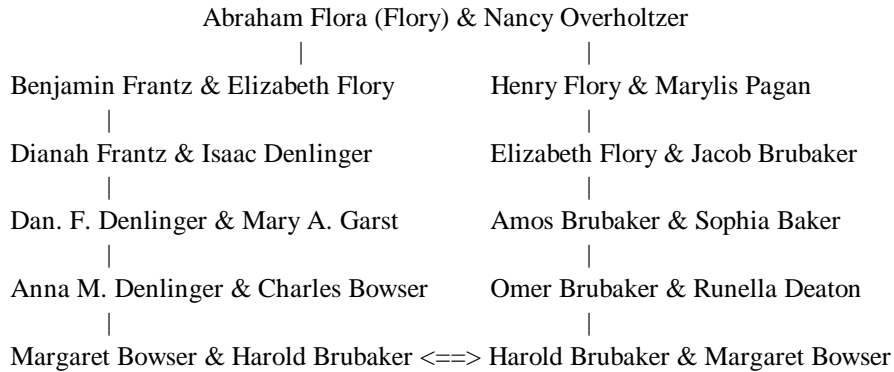 Abraham Flora (Flory) & Nancy Overholtzer
| |
Benjamin Frantz & Elizabeth Flory Henry Flory & Marylis Pagan
| |
Dianah Frantz & Isaac Denlinger Elizabeth Flory & Jacob Brubaker
| |
Dan. F. Denlinger & Mary A. Garst Amos Brubaker & Sophia Baker
| |
Anna M. Denlinger & Charles Bowser Omer Brubaker & Runella Deaton
| |
Margaret Bowser & Harold Brubaker <==> Harold Brubaker & Margaret Bowser